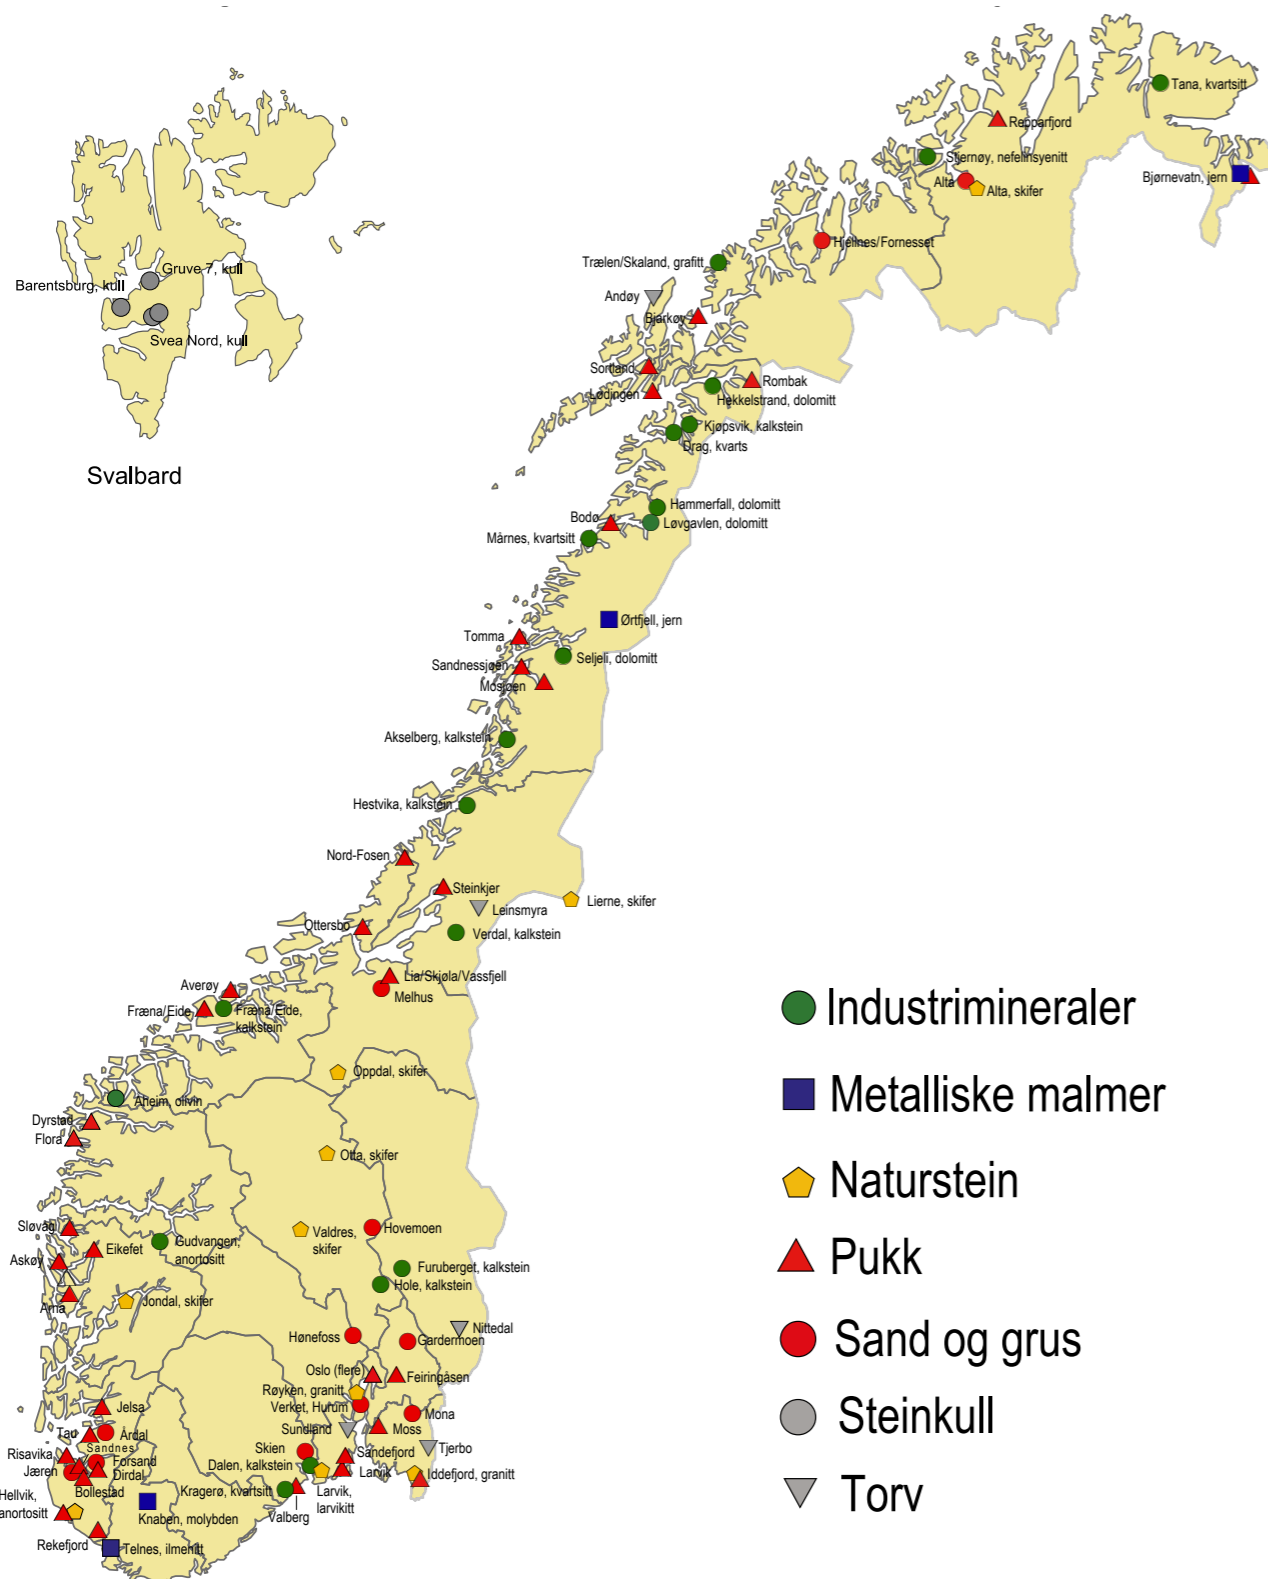 Tana, kvartsitt
Repparfjord
Stjernøy, nefelinsyenitt
Bjørnevatn, jern
Alta
Alta, skifer
Hjellnes/Fornesset
Trælen/Skaland, grafitt
Gruve 7, kull
Barentsburg, kull
Svea Nord, kull
Svalbard
Andøy
Bjarkøy
Sortland
Rombak
Lødingen
Hekkelstrand, dolomitt
Kjøpsvik, kalkstein
Drag, kvarts
Hammerfall, dolomitt
Bodø
Løvgavlen, dolomitt
Mårnes, kvartsitt
Ørtfjell, jern
Tomma
Seljeli, dolomitt
Sandnessjøen
Mosjøen
Akselberg, kalkstein
Hestvika, kalkstein
Nord-Fosen
Steinkjer
Lierne, skifer
Leinsmyra
Ottersbo
Verdal, kalkstein
Lia/Skjøla/Vassfjell
Averøy
Melhus
Fræna/Eide
Fræna/Eide,
kalkstein
Oppdal, skifer
Åheim, olivin
Dyrstad
Flora
Otta, skifer
Sløvåg
Hovemoen
Valdres,
skifer
Eikefet
Gudvangen,
anortositt
Askøy
Furuberget, kalkstein
Hole, kalkstein
Arna
Jondal, skifer
Nittedal
Hønefoss
Gardermoen
Oslo (flere)
Feiringåsen
Røyken, granitt
Verket, Hurum
Jelsa
Mona
Sundland
Moss
Tau
Årdal
Sandnes
Skien
Sandefjord
Tjerbo
Risavika
Forsand
Dalen, kalkstein
Jæren
Dirdal
Larvik
Iddefjord, granitt
Bollestad
Kragerø, kvartsitt
Larvik,
larvikitt
Hellvik,
anortositt
Valberg
Knaben, molybden
Rekefjord
Telnes, ilmenitt
Industrimineraler
Metalliske malmer
Naturstein
Pukk
Sand og grus
Steinkull
Torv